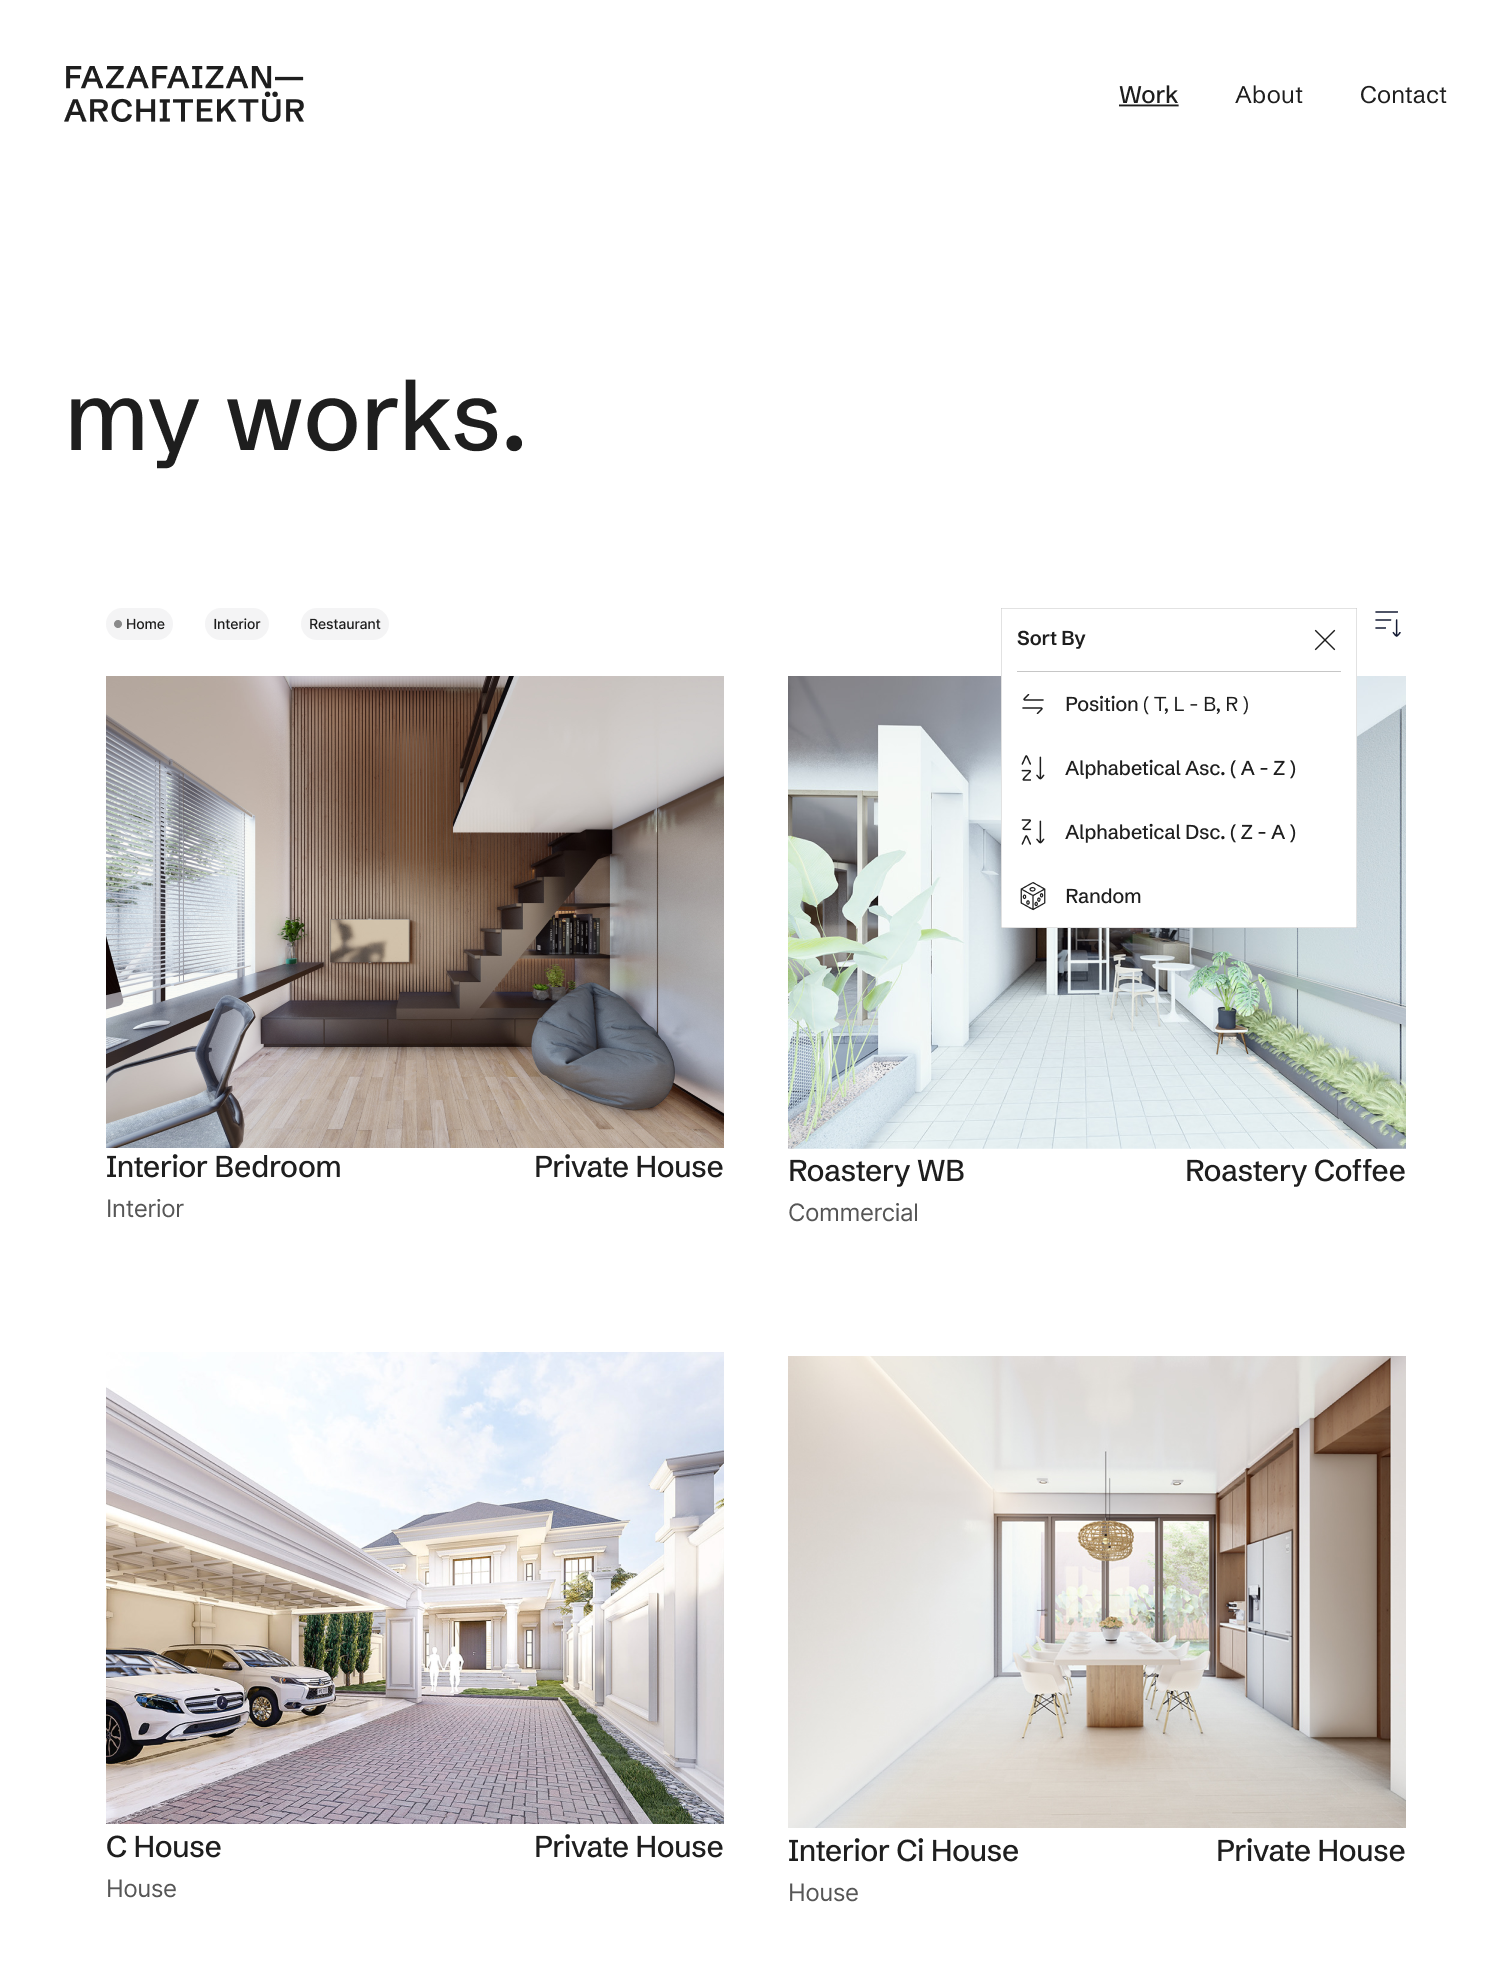 FAZAFAIZAN—
ARCHITEKTÜR
Work
About
Contact
my works.
Home
Interior
Restaurant
Sort By
Position ( T, L - B, R )
Alphabetical Asc. ( A - Z )
Alphabetical Dsc. ( Z - A )
Random
Interior Bedroom
Private House
Interior
Roastery WB
Roastery Coffee
Commercial
C House
Private House
House
Interior Ci House
Private House
House